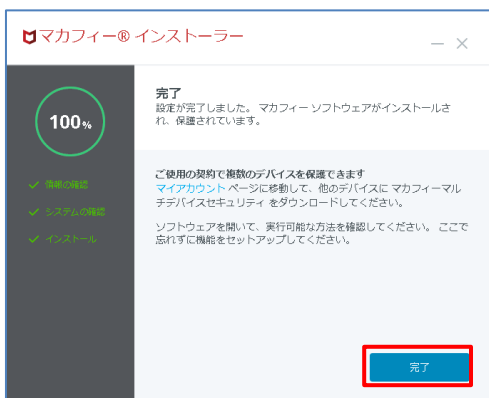 マカフィー® インストーラー
100%
情報の確認
システムの確認
インストール
完了
設定が完了しました。 マカフィー ソフトウェアがインストールさ
れ、保護されています。
ご使用の契約で複数のデバイスを保護できます
マイアカウント ページに移動して、他のデバイスに マカフィーマル
チデバイスセキュリティ をダウンロードしてください。
ソフトウェアを開いて、実行可能な方法を確認してください。 ここで
忘れずに機能をセットアップしてください。
完了